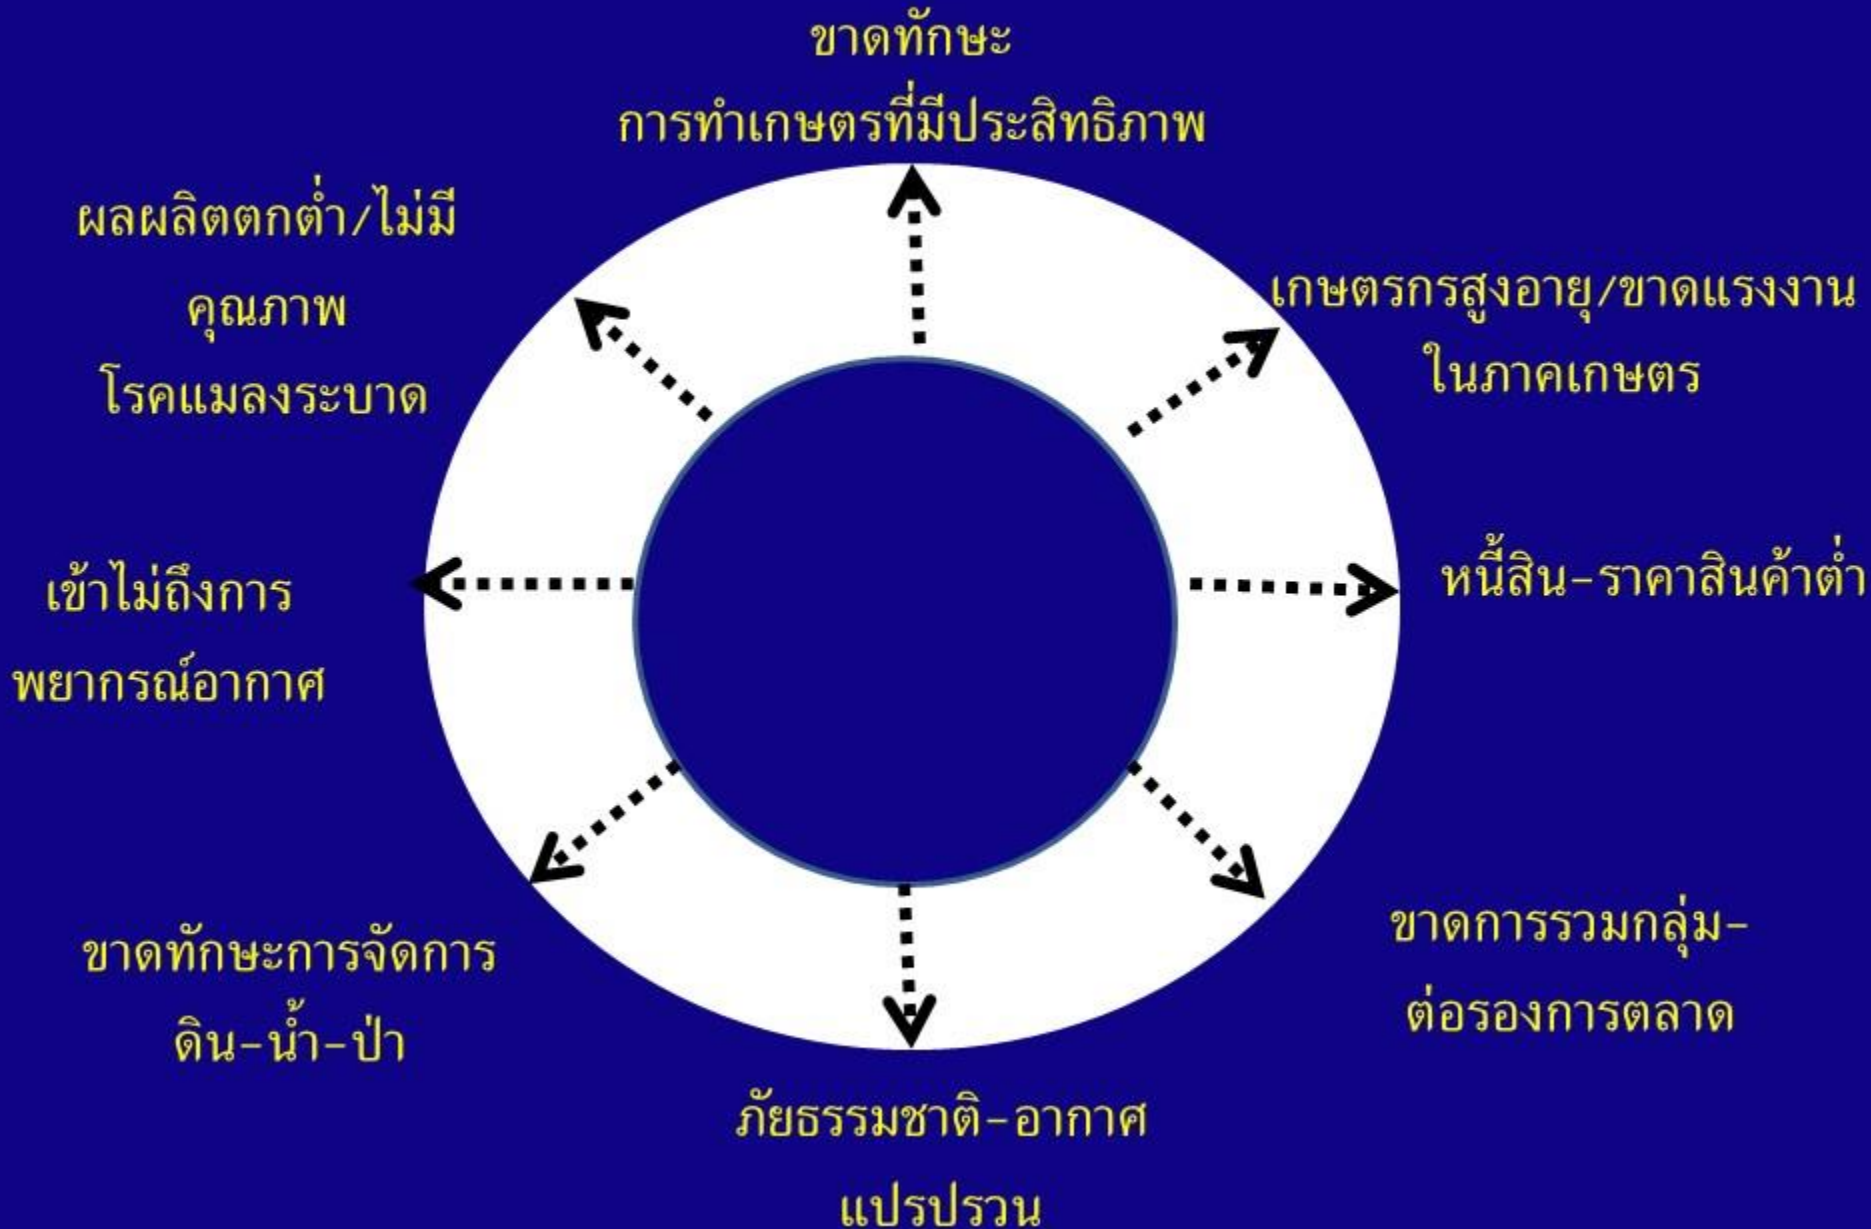 ขาดทักษะ
การทำเกษตรที่มีประสิทธิภาพ
ผลผลิตตกต่ำ/ไม่มี
คุณภาพ
โรคแมลงระบาด
เกษตรกรสูงอายุ/ขาดแรงงาน
ในภาคเกษตร
เข้าไม่ถึงการ
พยากรณ์อากาศ
หนี้สิน-ราคาสินค้าต่ำ
ขาดทักษะการจัดการ
ดิน-น้ำ-ป่า
ขาดการรวมกลุ่ม-
ต่อรองการตลาด
ภัยธรรมชาติ-อากาศ
แปรปรวน